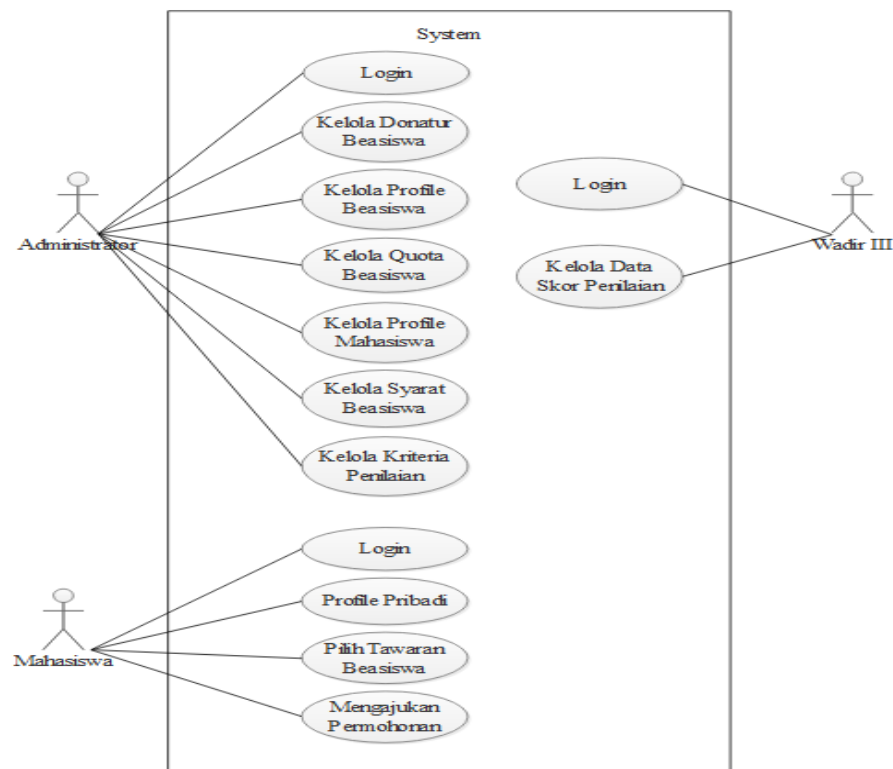 System
Login
Kelola Donatur
Beasiswa
Kelola Profile
Beasiswa
Kelola Quota
Beasiswa
Kelola Profile
Mahasiswa
Kelola Syarat
Beasiswa
Kelola Kriteria
Penilaian
Administrator
Login
Kelola Data
Skor Penilaian
Wadir III
Login
Profile Pribadi
Pilih Tawaran
Beasiswa
Mengajukan
Permohonan
Mahasiswa